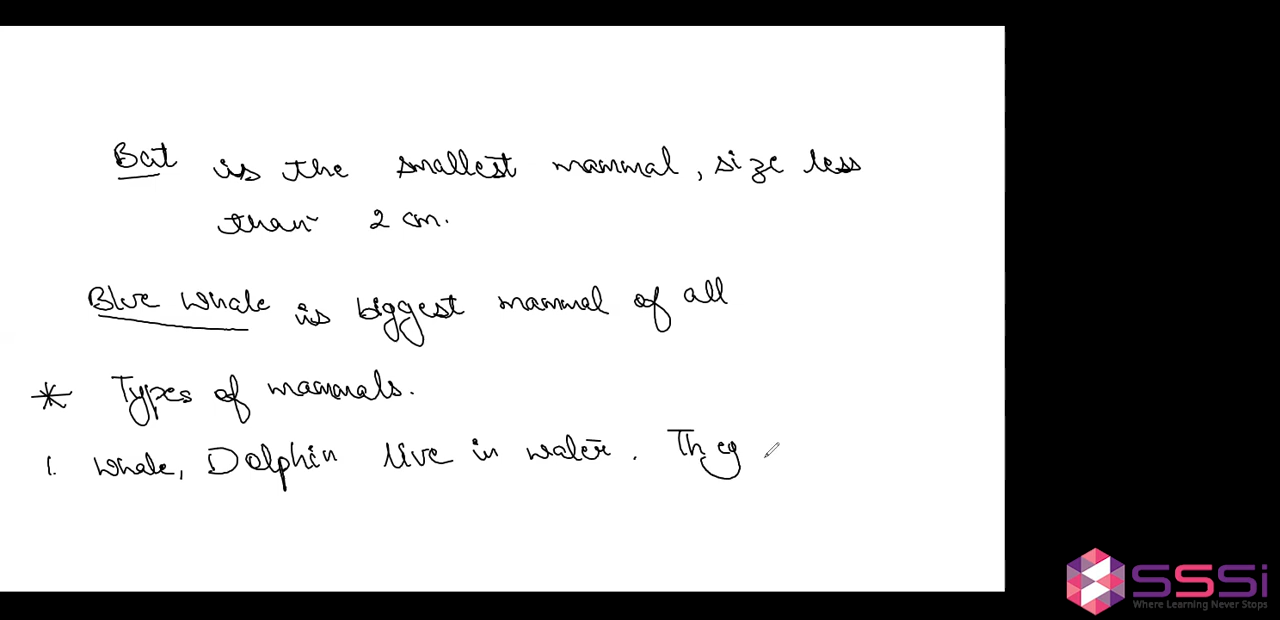 Bat is the smallest mammal, size less
than 2 cm.
Blue whale is biggest mammal of all
* Types of mammals.
1. Whale, Dolphin live in water. They
SSSi
Where Learning Never Stops